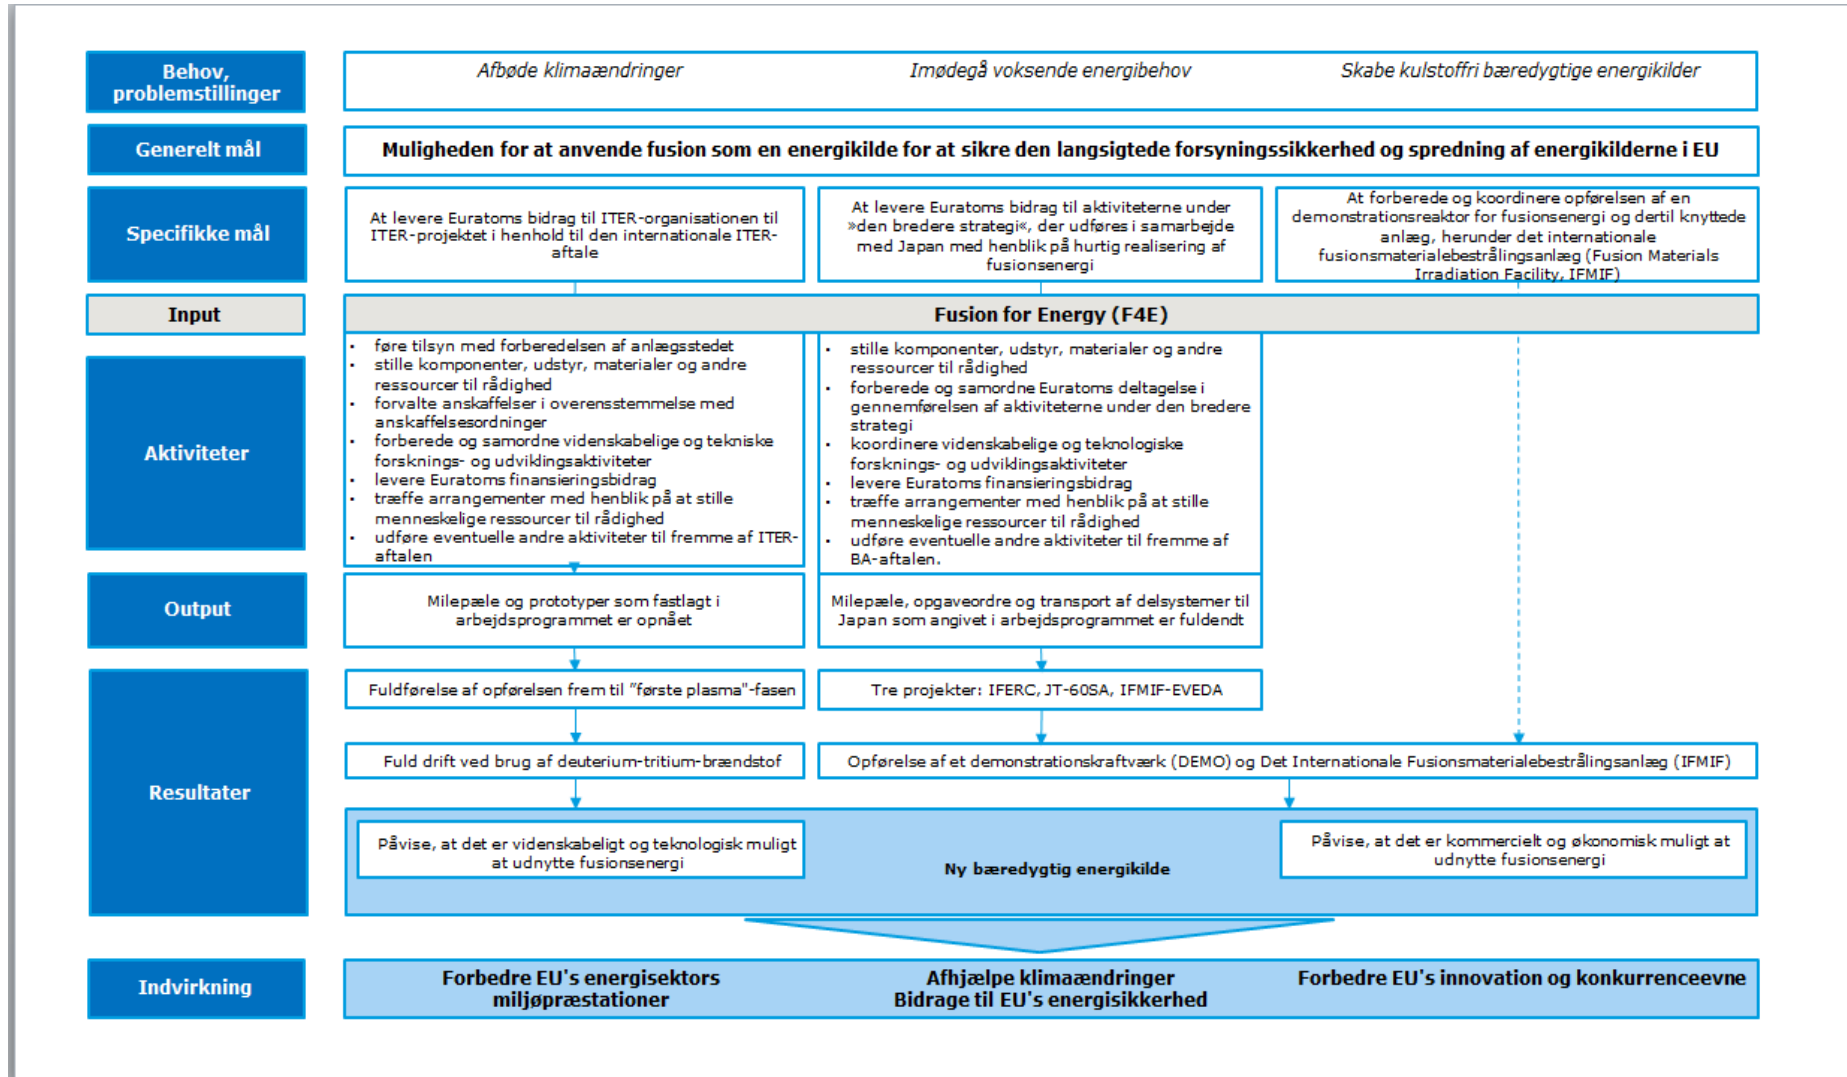 Behov,
problemstillinger
Afbøde klimaændringer
Imødegå voksende energibehov
Skabe kulstoffri bæredygtige energikilder
Generelt mål
Muligheden for at anvende fusion som en energikilde for at sikre den langsigtede forsyningssikkerhed og spredning af energikilderne i EU
Specifikke mål
At levere Euratoms bidrag til ITER-organisationen til
ITER-projektet i henhold til den internationale ITER-
aftale
At levere Euratoms bidrag til aktiviteterne under
»den bredere strategi«, der udføres i samarbejde
med Japan med henblik på hurtig realisering af
fusionsenergi
At forberede og koordinere opførelsen af en
demonstrationsreaktor for fusionsenergi og dertil knyttede
anlæg, herunder det internationale
fusionsmaterialebestrålingsanlæg (Fusion Materials
Irradiation Facility, IFMIF)
Input
Fusion for Energy (F4E)
Aktiviteter
• føre tilsyn med forberedelsen af anlægsstedet
• stille komponenter, udstyr, materialer og andre
ressourcer til rådighed
• forvalte anskaffelser i overensstemmelse med
anskaffelsesordninger
• forberede og samordne videnskabelige og tekniske
forsknings- og udviklingsaktiviteter
• levere Euratoms finansieringsbidrag
• træffe arrangementer med henblik på at stille
menneskelige ressourcer til rådighed
• udføre eventuelle andre aktiviteter til fremme af ITER-
aftalen
• stille komponenter, udstyr, materialer og andre
ressourcer til rådighed
• forberede og samordne Euratoms deltagelse i
gennemførelsen af aktiviteterne under den bredere
strategi
• koordinere videnskabelige og teknologiske
forsknings- og udviklingsaktiviteter
• levere Euratoms finansieringsbidrag
• træffe arrangementer med henblik på at stille
menneskelige ressourcer til rådighed
• udføre eventuelle andre aktiviteter til fremme af
BA-aftalen.
Output
Milepæle og prototyper som fastlagt i
arbejdsprogrammet er opnået
Milepæle, opgaveordre og transport af delsystemer til
Japan som angivet i arbejdsprogrammet er fuldendt
Resultater
Fuldførelse af opførelsen frem til ”første plasma"-fasen
Tre projekter: IFERC, JT-60SA, IFMIF-EVEDA
Fuld drift ved brug af deuterium-tritium-brændstof
Opførelse af et demonstrationskraftværk (DEMO) og Det Internationale Fusionsmaterialebestrålingsanlæg (IFMIF)
Påvise, at det er videnskabeligt og teknologisk muligt
at udnytte fusionsenergi
Ny bæredygtig energikilde
Påvise, at det er kommercielt og økonomisk muligt at
udnytte fusionsenergi
Indvirkning
Forbedre EU's energisektors
miljøpræstationer
Afhjælpe klimaændringer
Bidrage til EU's energisikkerhed
Forbedre EU's innovation og konkurrenceevne